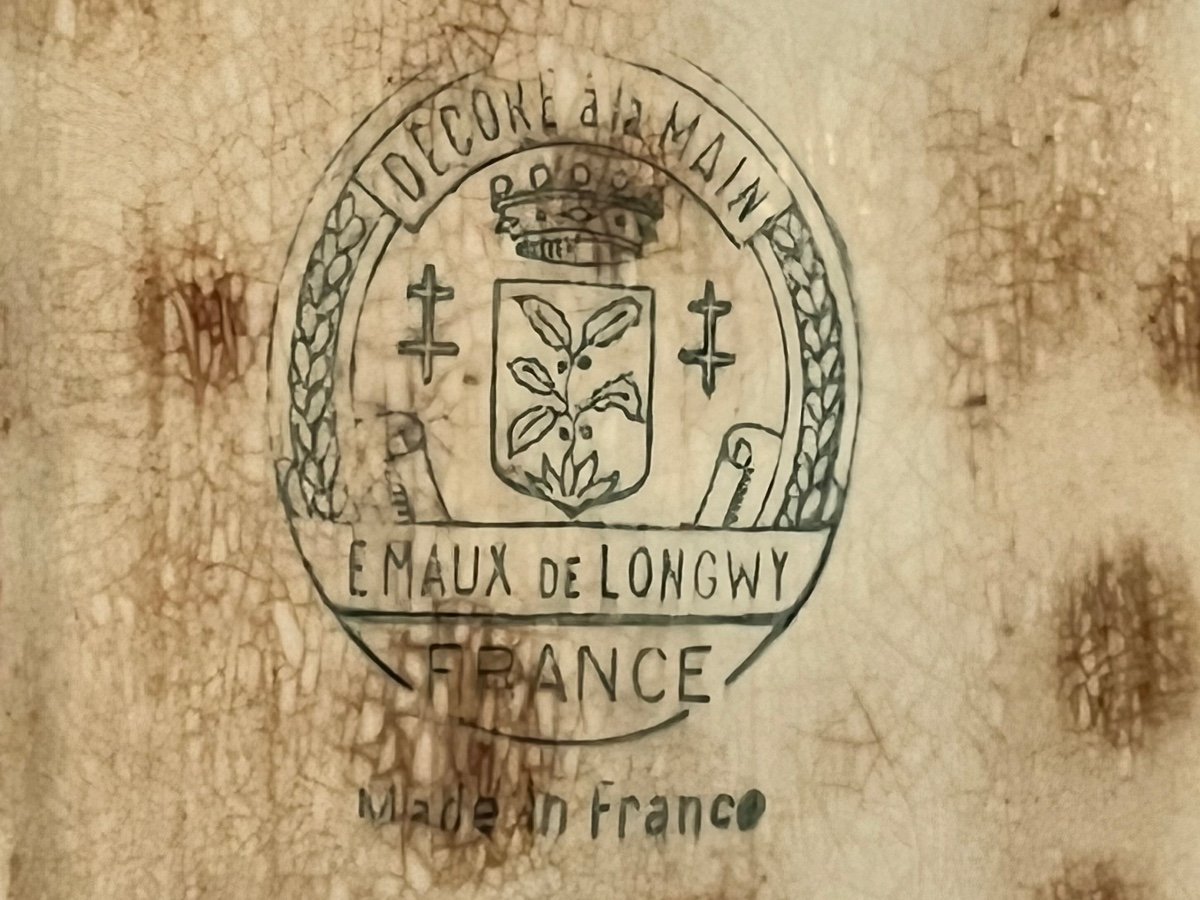 DECORE à la MAIN
EMAUX DE LONGWY
FRANCE
Made in France